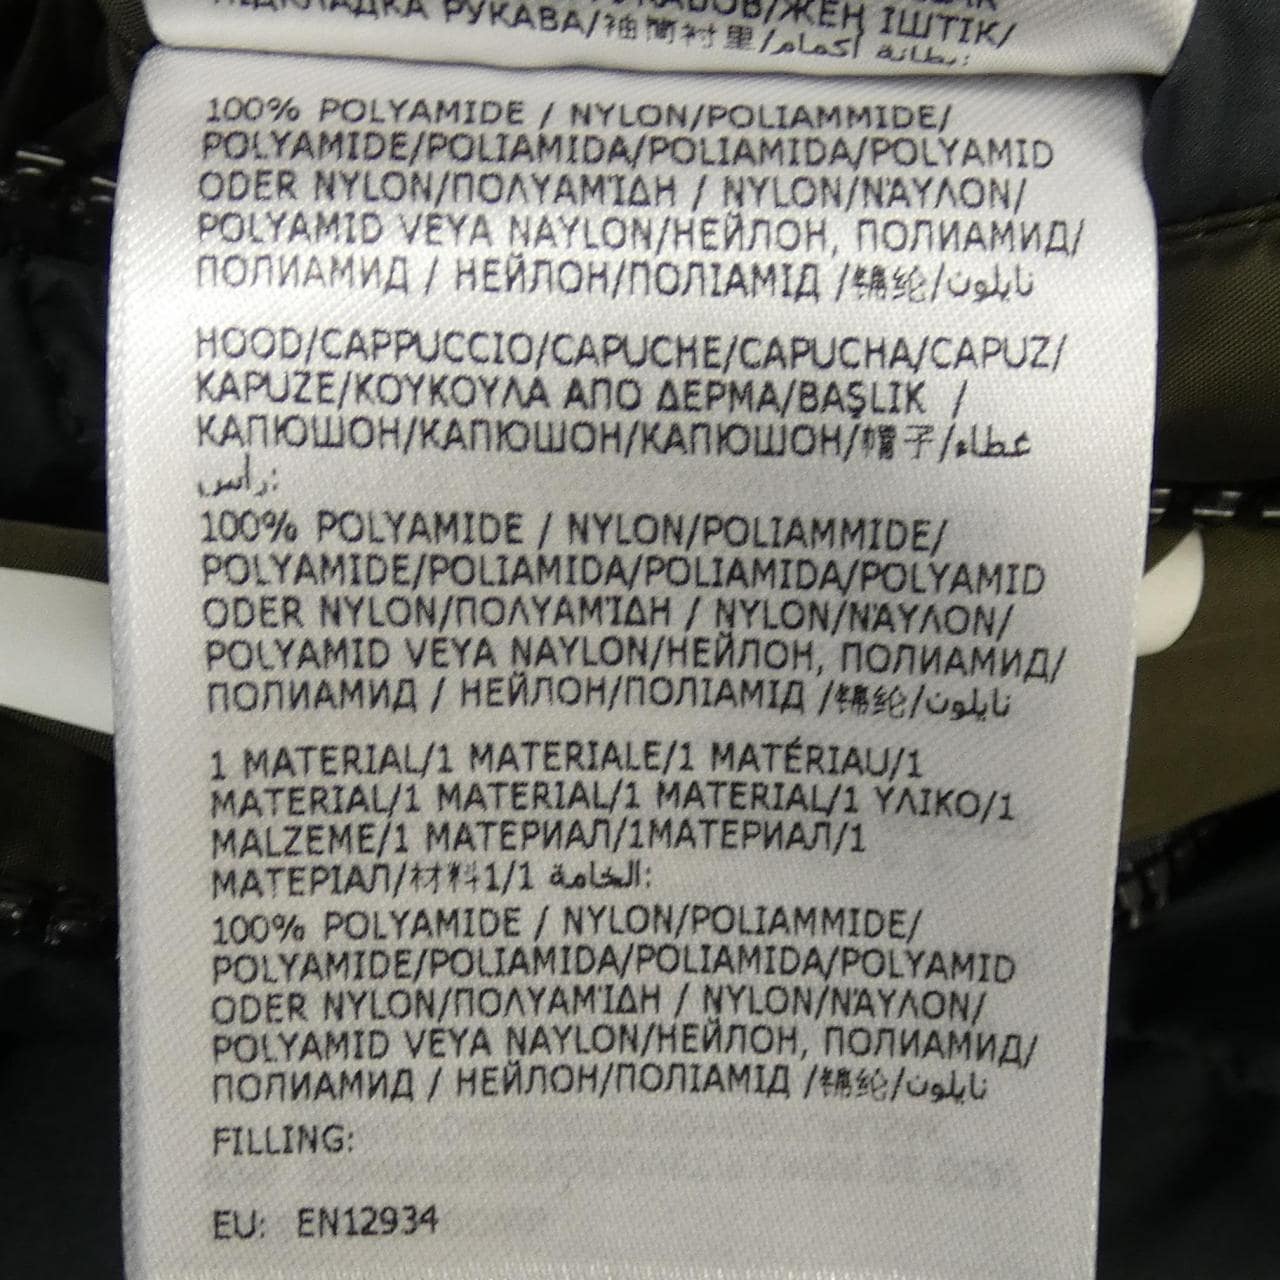 ПІДКЛАДКА РУКАВА/袖筒衬里/بطانة أكمام:
100% POLYAMIDE / NYLON/POLIAMMIDE/
POLYAMIDE/POLIAMIDA/POLIAMIDA/POLYAMID
ODER NYLON/ΠΟΛΥΑΜΊΔΗ / NYLON/ΝΆΥΛΟΝ/
POLYAMID VEYA NAYLON/НЕЙЛОН, ПОЛИАМИД/
ПОЛИАМИД / НЕЙЛОН/ПОЛІАМІД /锦纶/نايلون
HOOD/CAPPUCCIO/CAPUCHE/CAPUCHA/CAPUZ/
KAPUZE/ΚΟΥΚΟΥΛΑ ΑΠΟ ΔΕΡΜΑ/BAŞLIK /
КАПЮШОН/КАПЮШОН/КАПЮШОН/帽子/غطاء
رأس:
100% POLYAMIDE / NYLON/POLIAMMIDE/
POLYAMIDE/POLIAMIDA/POLIAMIDA/POLYAMID
ODER NYLON/ΠΟΛΥΑΜΊΔΗ / NYLON/ΝΆΥΛΟΝ/
POLYAMID VEYA NAYLON/НЕЙЛОН, ПОЛИАМИД/
ПОЛИАМИД / НЕЙЛОН/ПОЛІАМІД /锦纶/نايلون
1 MATERIAL/1 MATERIALE/1 MATÉRIAU/1
MATERIAL/1 MATERIAL/1 MATERIAL/1 ΥΛΙΚΟ/1
MALZEME/1 МАТЕРИАЛ/1МАТЕРИАЛ/1
МАТЕРІАЛ/材料1/1 الخامة:
100% POLYAMIDE / NYLON/POLIAMMIDE/
POLYAMIDE/POLIAMIDA/POLIAMIDA/POLYAMID
ODER NYLON/ΠΟΛΥΑΜΊΔΗ / NYLON/ΝΆΥΛΟΝ/
POLYAMID VEYA NAYLON/НЕЙЛОН, ПОЛИАМИД/
ПОЛИАМИД / НЕЙЛОН/ПОЛІАМІД /锦纶/نايلون
FILLING:
EU: EN12934